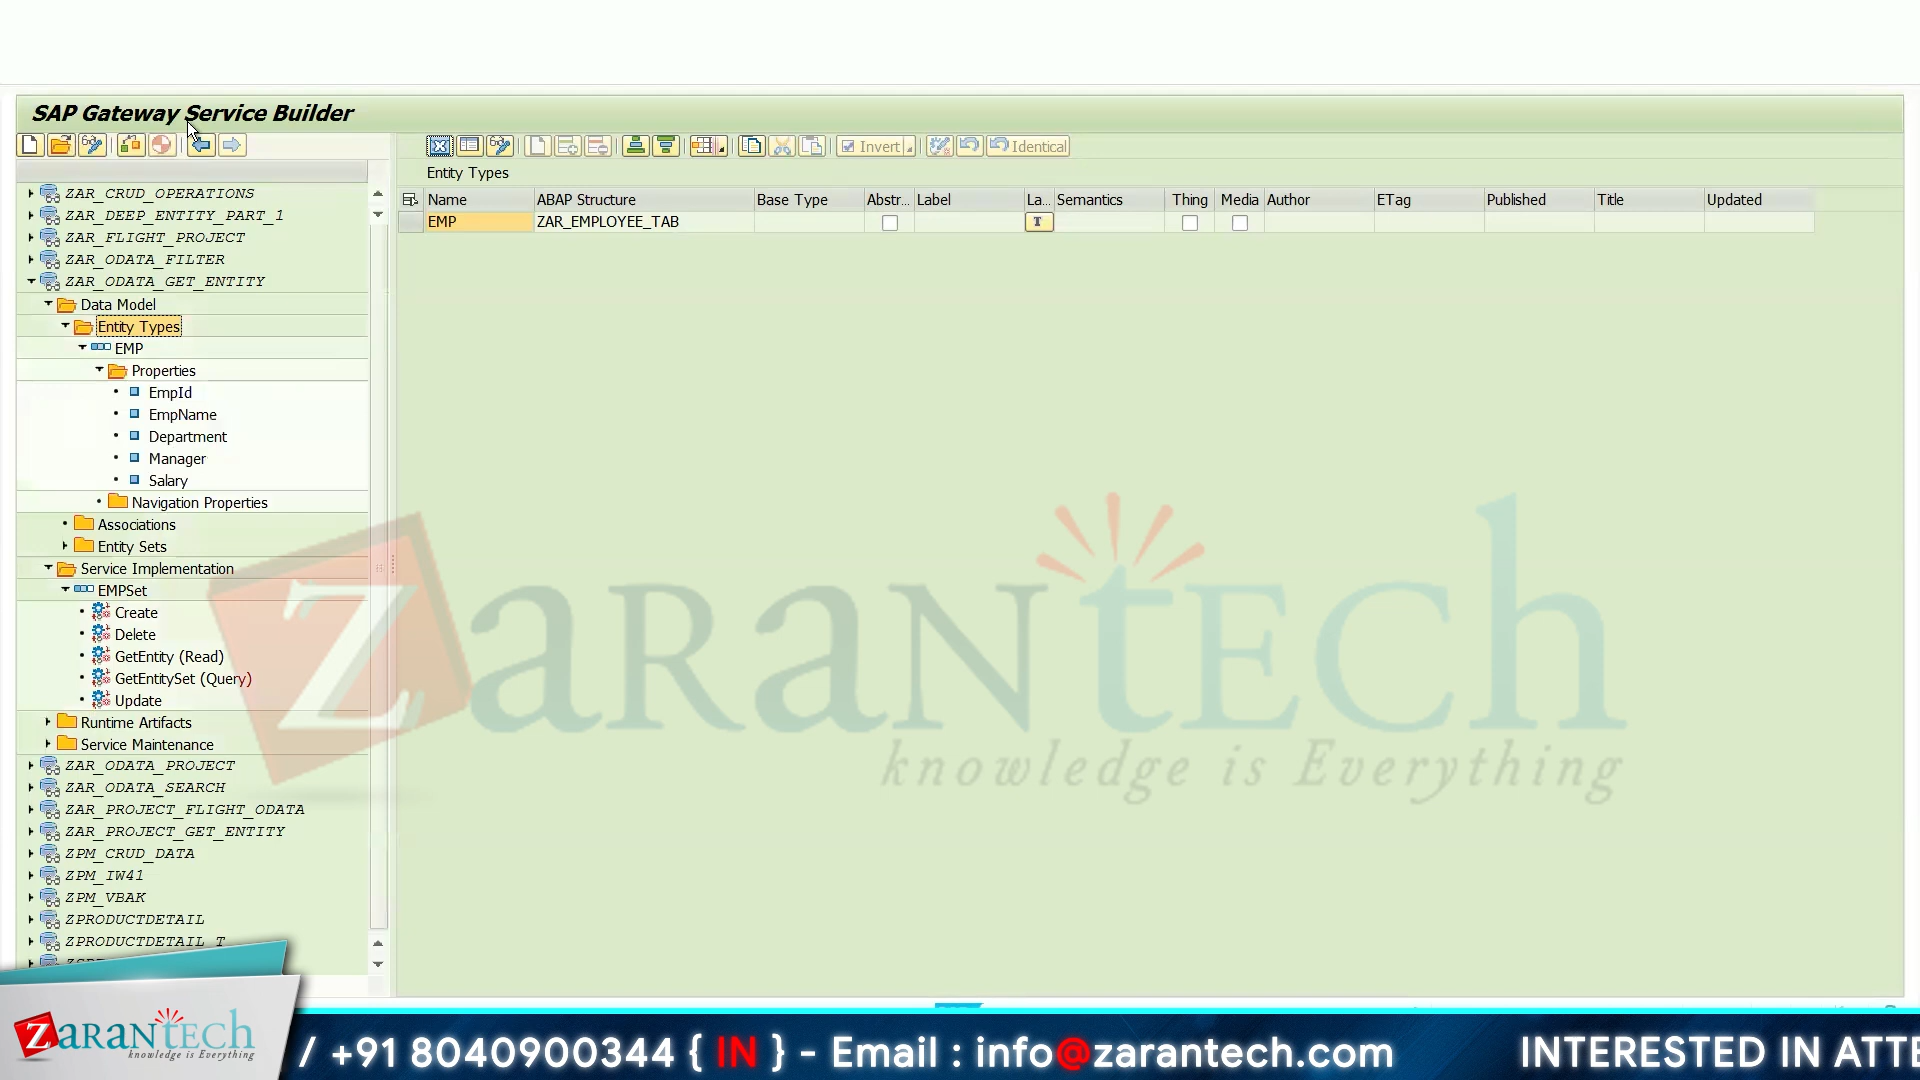 SAP Gateway Service Builder
Invert
Identical
Entity Types
Name ABAP Structure Base Type Abstr... Label La... Semantics Thing Media Author ETag Published Title Updated
EMP ZAR_EMPLOYEE_TAB T
ZAR_CRUD_OPERATIONS
ZAR_DEEP_ENTITY_PART_1
ZAR_FLIGHT_PROJECT
ZAR_ODATA_FILTER
ZAR_ODATA_GET_ENTITY
Data Model
Entity Types
EMP
Properties
EmpId
EmpName
Department
Manager
Salary
Navigation Properties
Associations
Entity Sets
Service Implementation
EMPSet
Create
Delete
GetEntity (Read)
GetEntitySet (Query)
Update
Runtime Artifacts
Service Maintenance
ZAR_ODATA_PROJECT
ZAR_ODATA_SEARCH
ZAR_PROJECT_FLIGHT_ODATA
ZAR_PROJECT_GET_ENTITY
ZPM_CRUD_DATA
ZPM_IW41
ZPM_VBAK
ZPRODUCTDETAIL
ZPRODUCTDETAIL_T
ZARANTECH
knowledge is Everything
ZARANTECH
knowledge is Everything
/ +91 8040900344 { IN } - Email : info@zarantech.com INTERESTED IN ATTE